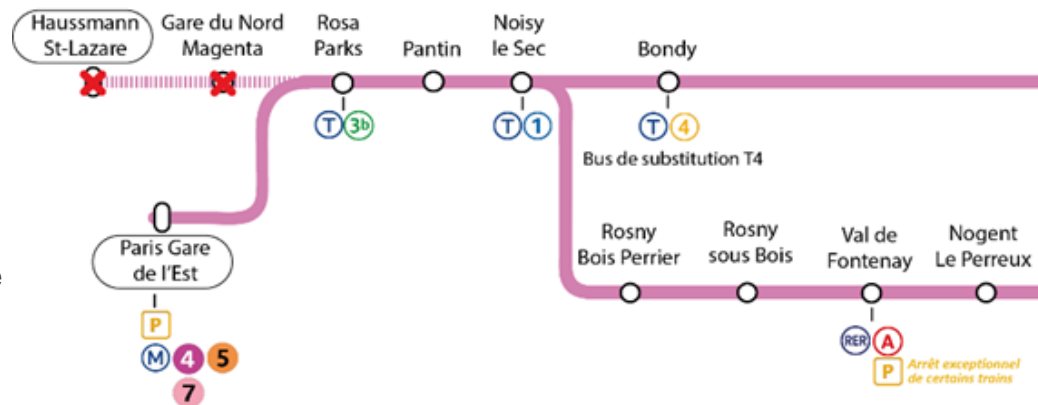 Haussmann
St-Lazare
Gare du Nord
Magenta
Rosa
Parks
Pantin
Noisy
le Sec
Bondy
T 3b
T 1
T 4
Bus de substitution T4
Paris Gare
de l'Est
P
M 4 5
7
Rosny
Bois Perrier
Rosny
sous Bois
Val de
Fontenay
Nogent
Le Perreux
RER A
P Arrêt exceptionnel
de certains trains